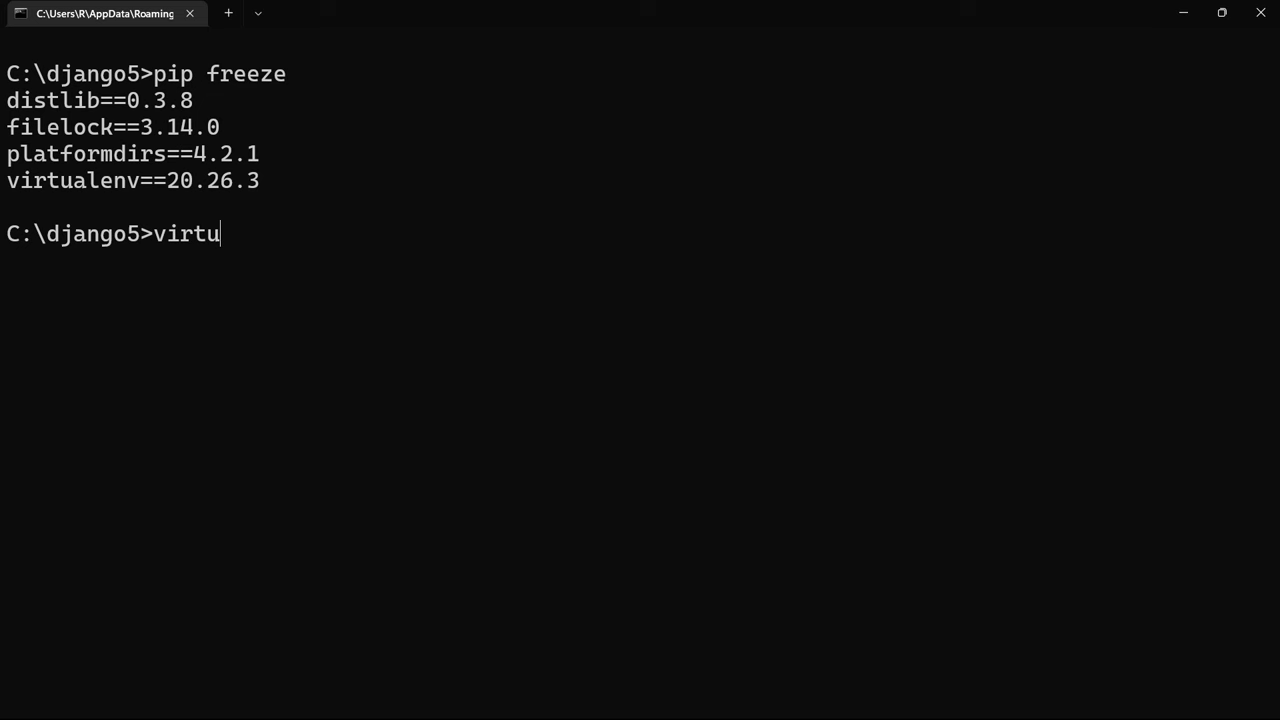 C:\Users\R\AppData\Roaming
C:\django5>pip freeze
distlib==0.3.8
filelock==3.14.0
platformdirs==4.2.1
virtualenv==20.26.3
C:\django5>virtu